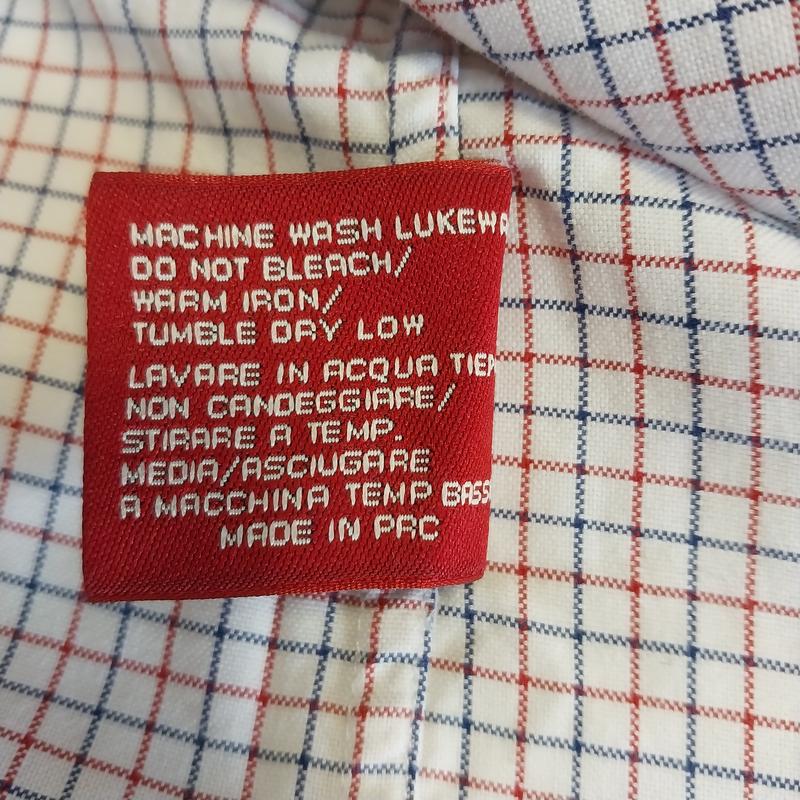 MACHINE WASH LUKEWA
DO NOT BLEACH/
WARM IRON/
TUMBLE DRY LOW
LAVARE IN ACQUA TIEP
NON CANDEGGIARE/
STIRARE A TEMP.
MEDIA/ASCIUGARE
A MACCHINA TEMP BASS
MADE IN PRC